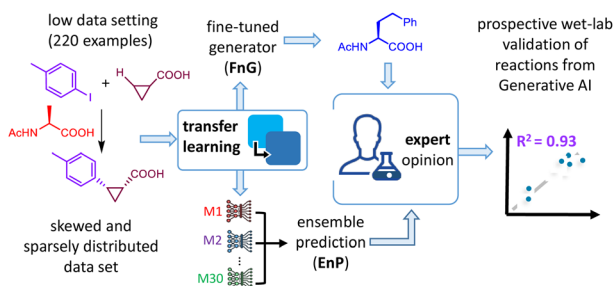 low data setting
(220 examples)
I
+
H
COOH
AcHN
COOH
COOH
skewed and
sparsely distributed
data set
transfer
learning
fine-tuned
generator
(FnG)
Ph
AcHN
COOH
M1
M2
M30
ensemble
prediction
(EnP)
expert
opinion
prospective wet-lab
validation of
reactions from
Generative AI
R² = 0.93